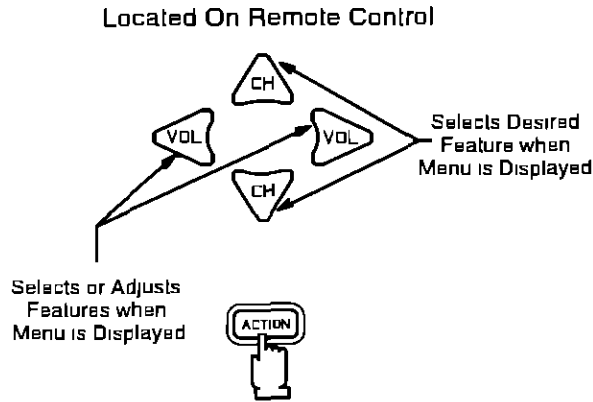 Located On Remote Control
CH
VOL
VOL
CH
Selects Desired
Feature when
Menu is Displayed
Selects or Adjusts
Features when
Menu is Displayed
ACTION